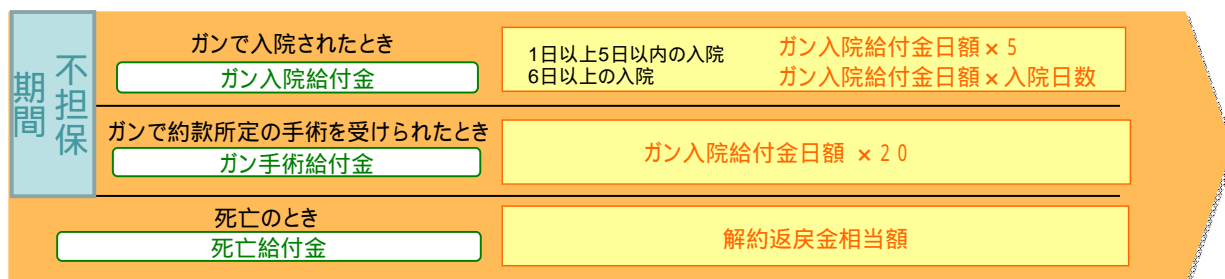 不担保
期間
ガンで入院されたとき
ガン入院給付金
1日以上5日以内の入院 ガン入院給付金日額×5
6日以上の入院 ガン入院給付金日額×入院日数
ガンで約款所定の手術を受けられたとき
ガン手術給付金
ガン入院給付金日額 ×20
死亡のとき
死亡給付金
解約返戻金相当額